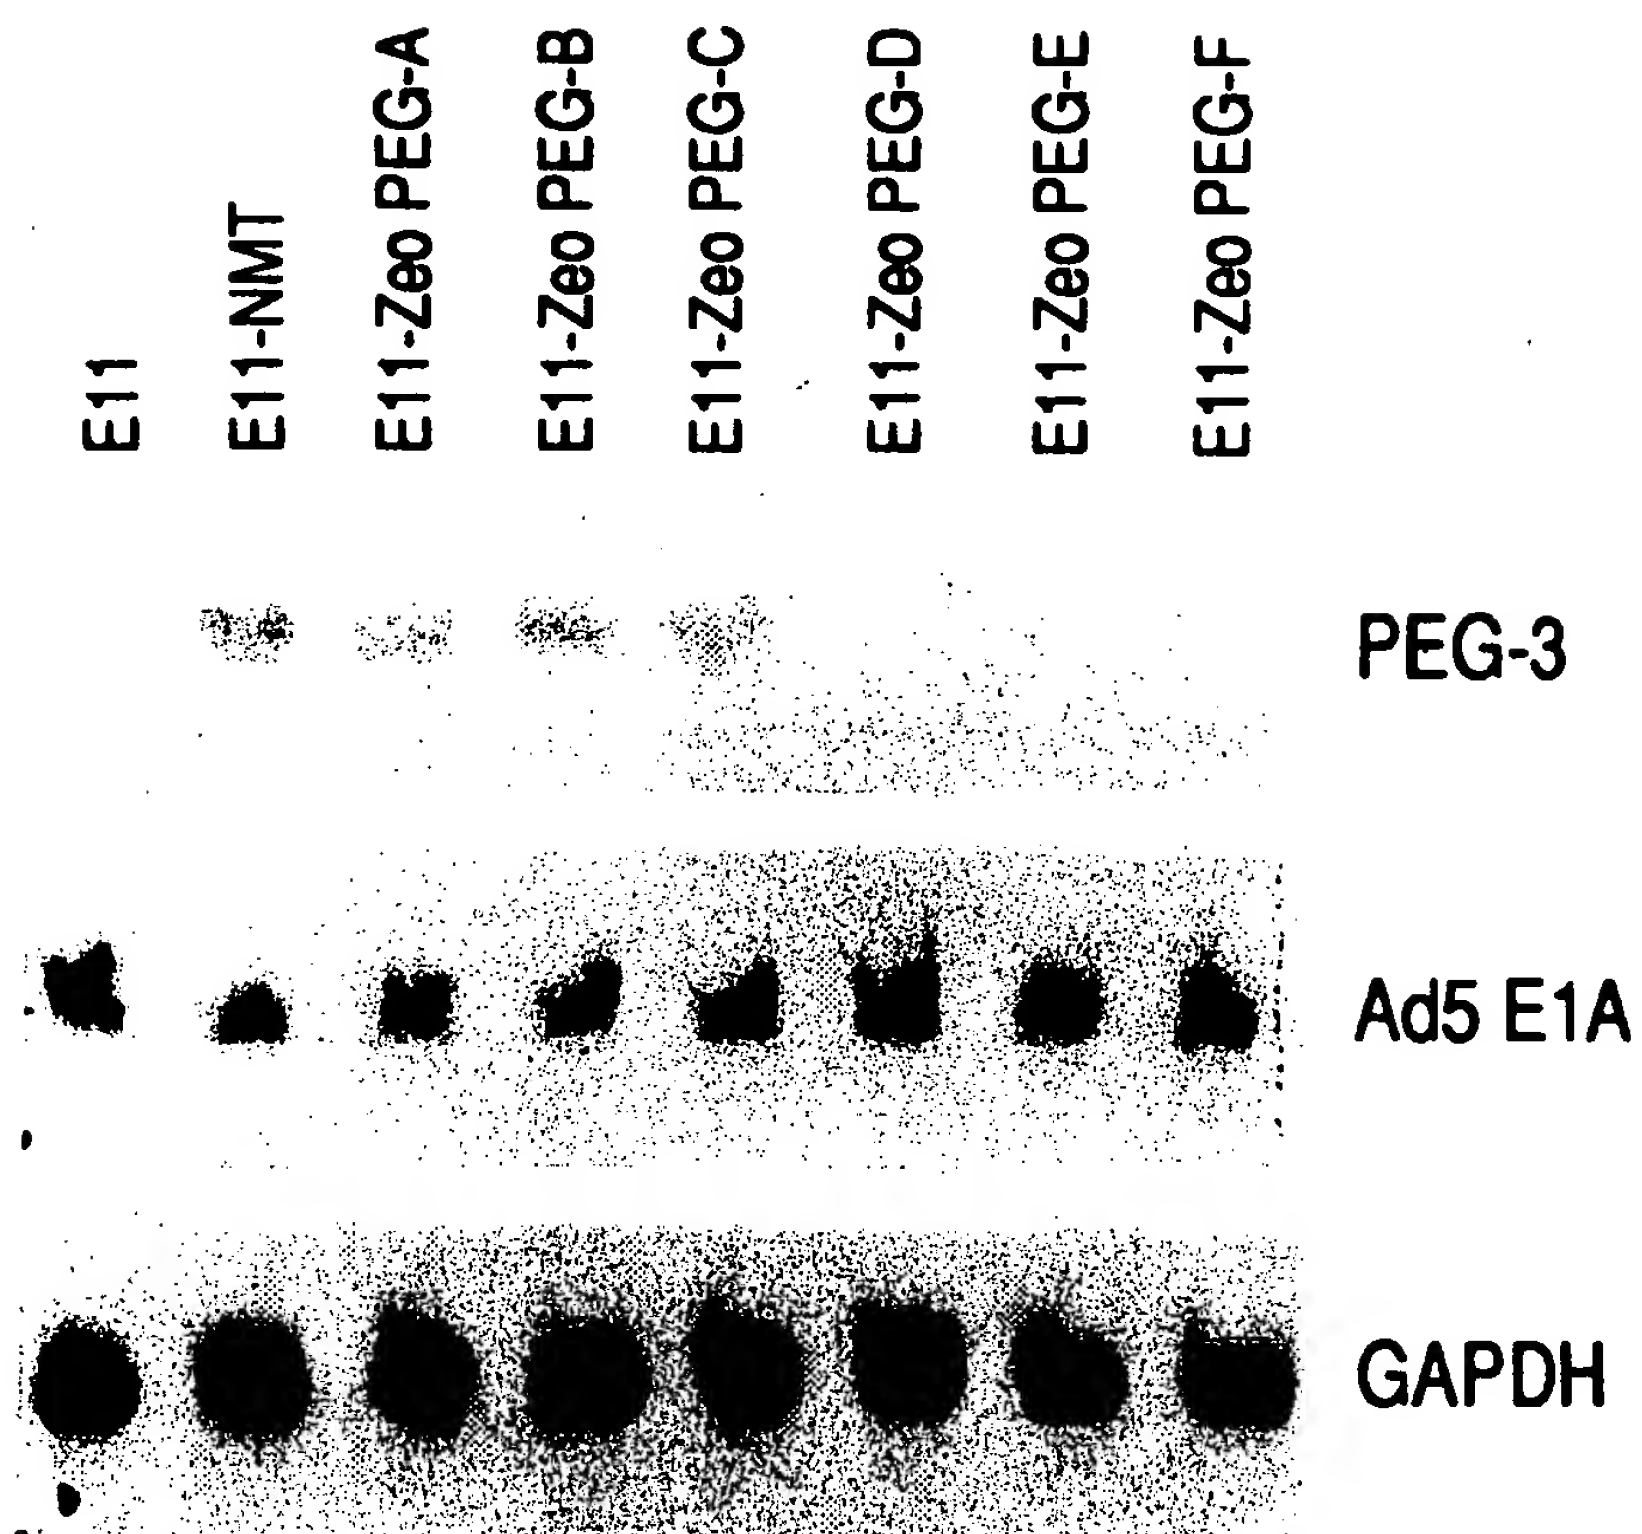 E11
E11-NMT
E11-Zeo PEG-A
E11-Zeo PEG-B
E11-Zeo PEG-C
E11-Zeo PEG-D
E11-Zeo PEG-E
E11-Zeo PEG-F
PEG-3
Ad5 E1A
GAPDH